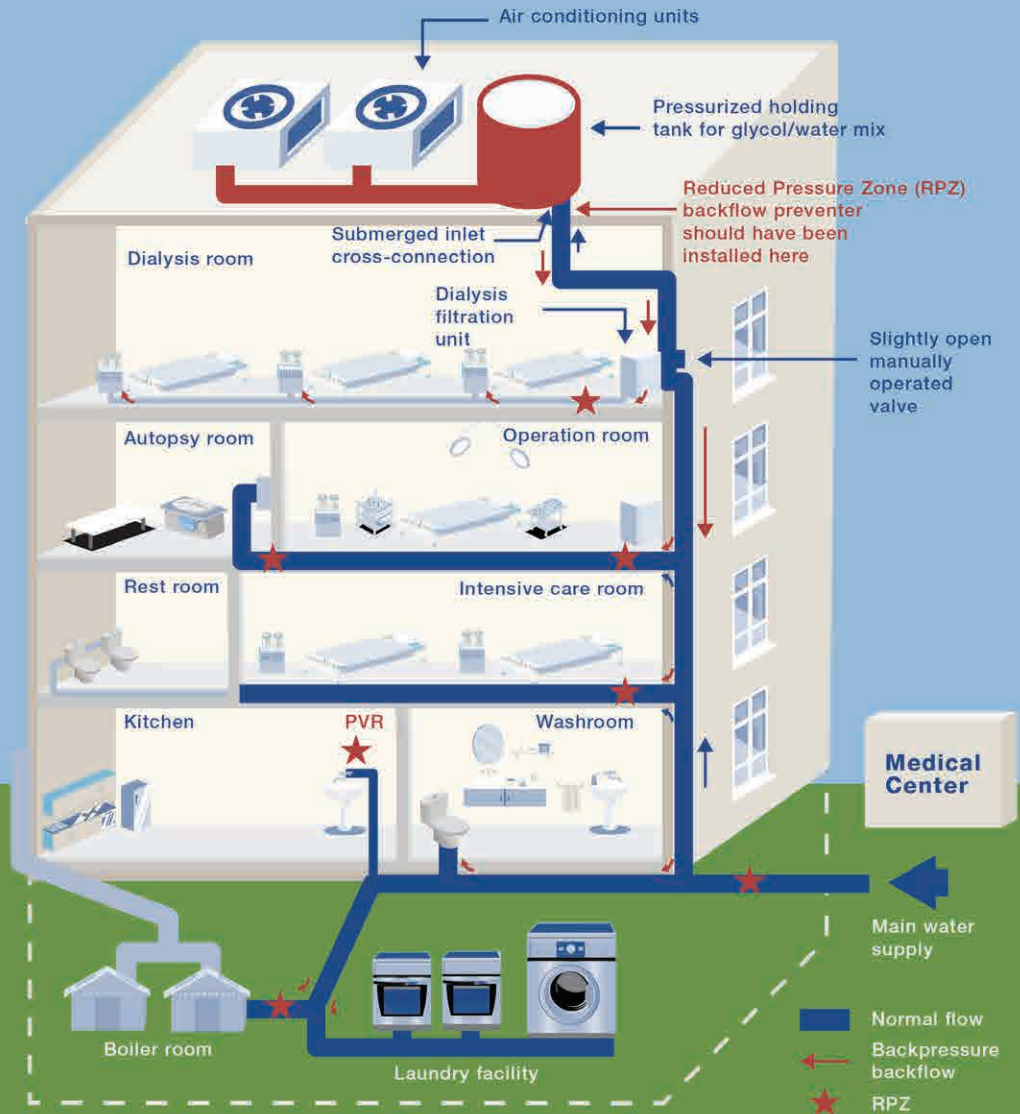 Air conditioning units
Pressurized holding
tank for glycol/water mix
Reduced Pressure Zone (RPZ)
backflow preventer
should have been
installed here
Submerged inlet
cross-connection
Dialysis room
Dialysis
filtration
unit
Slightly open
manually
operated
valve
Autopsy room
Operation room
Rest room
Intensive care room
Kitchen
PVR
Washroom
Medical
Center
Main water
supply
Boiler room
Laundry facility
Normal flow
Backpressure
backflow
RPZ